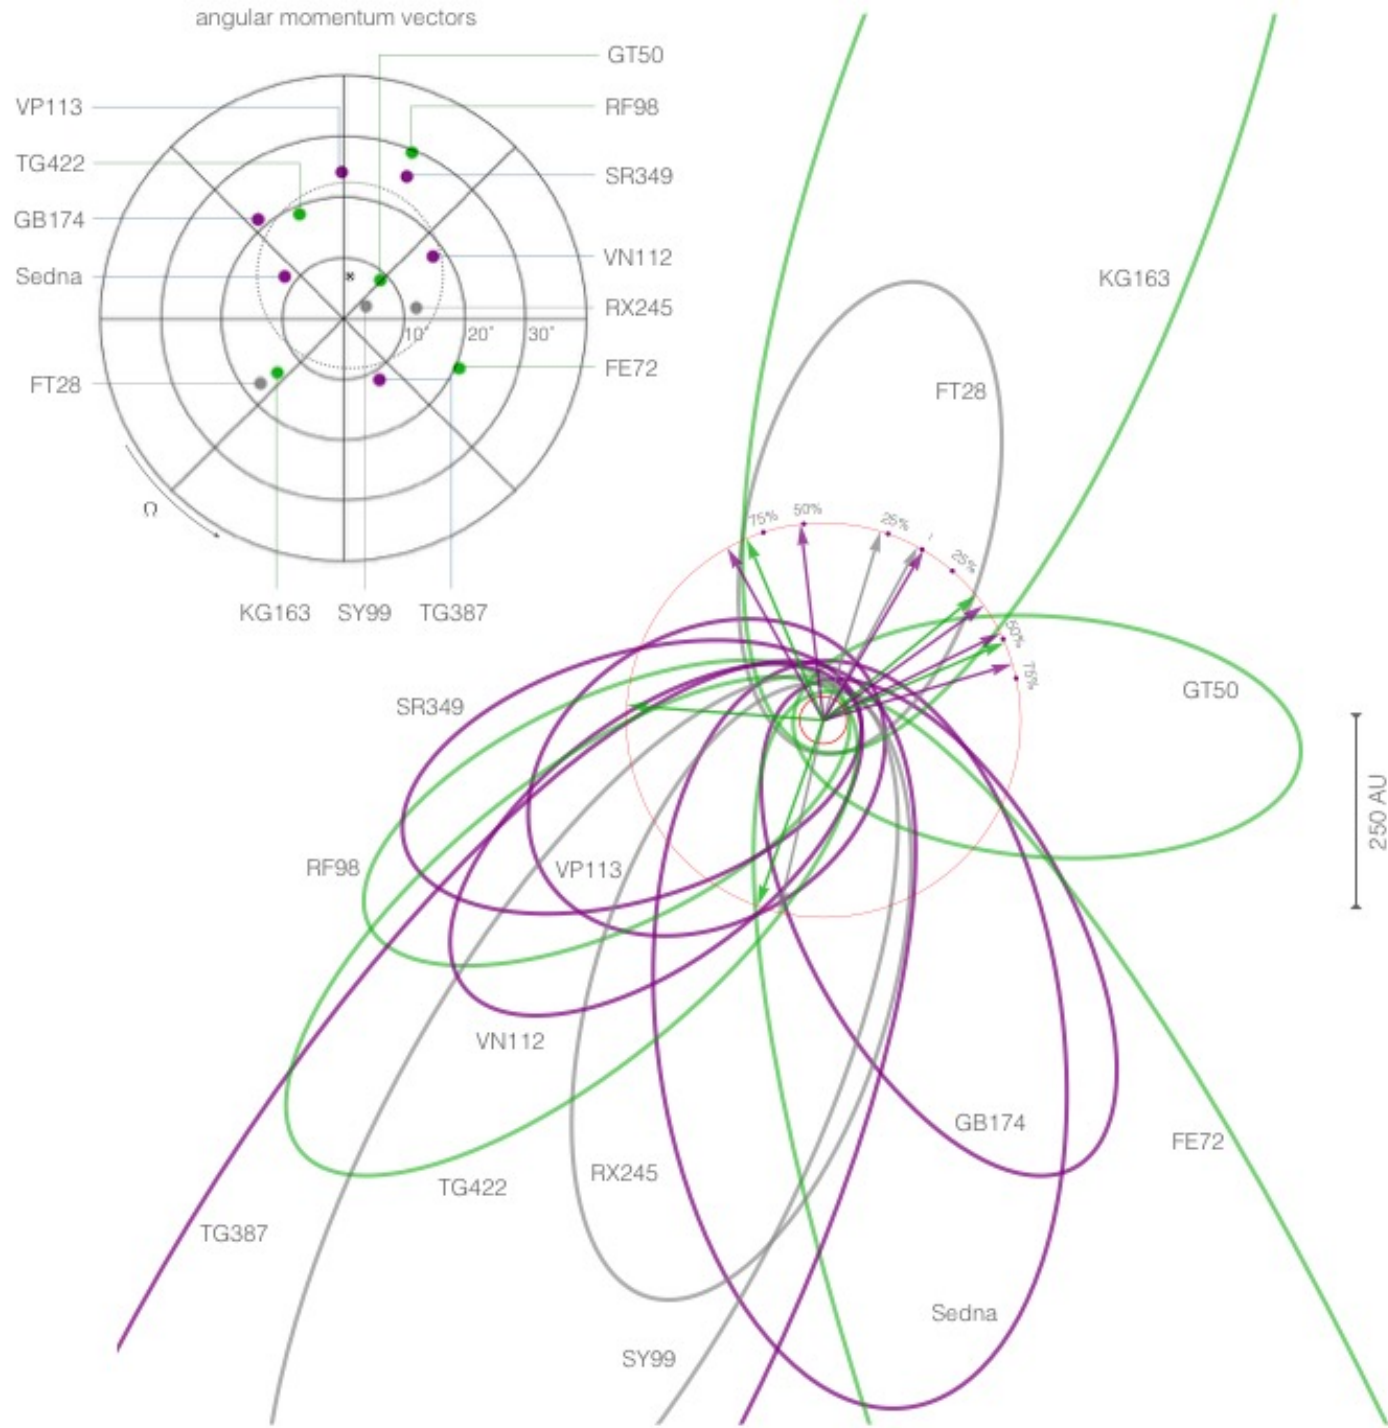 angular momentum vectors
GT50
VP113
RF98
TG422
SR349
GB174
VN112
Sedna
RX245
10°
20°
30°
FE72
FT28
Ω
KG163
SY99
TG387
KG163
FT28
75%
50%
25%
25%
50%
75%
GT50
SR349
RF98
VP113
250 AU
VN112
GB174
FE72
RX245
TG422
TG387
Sedna
SY99